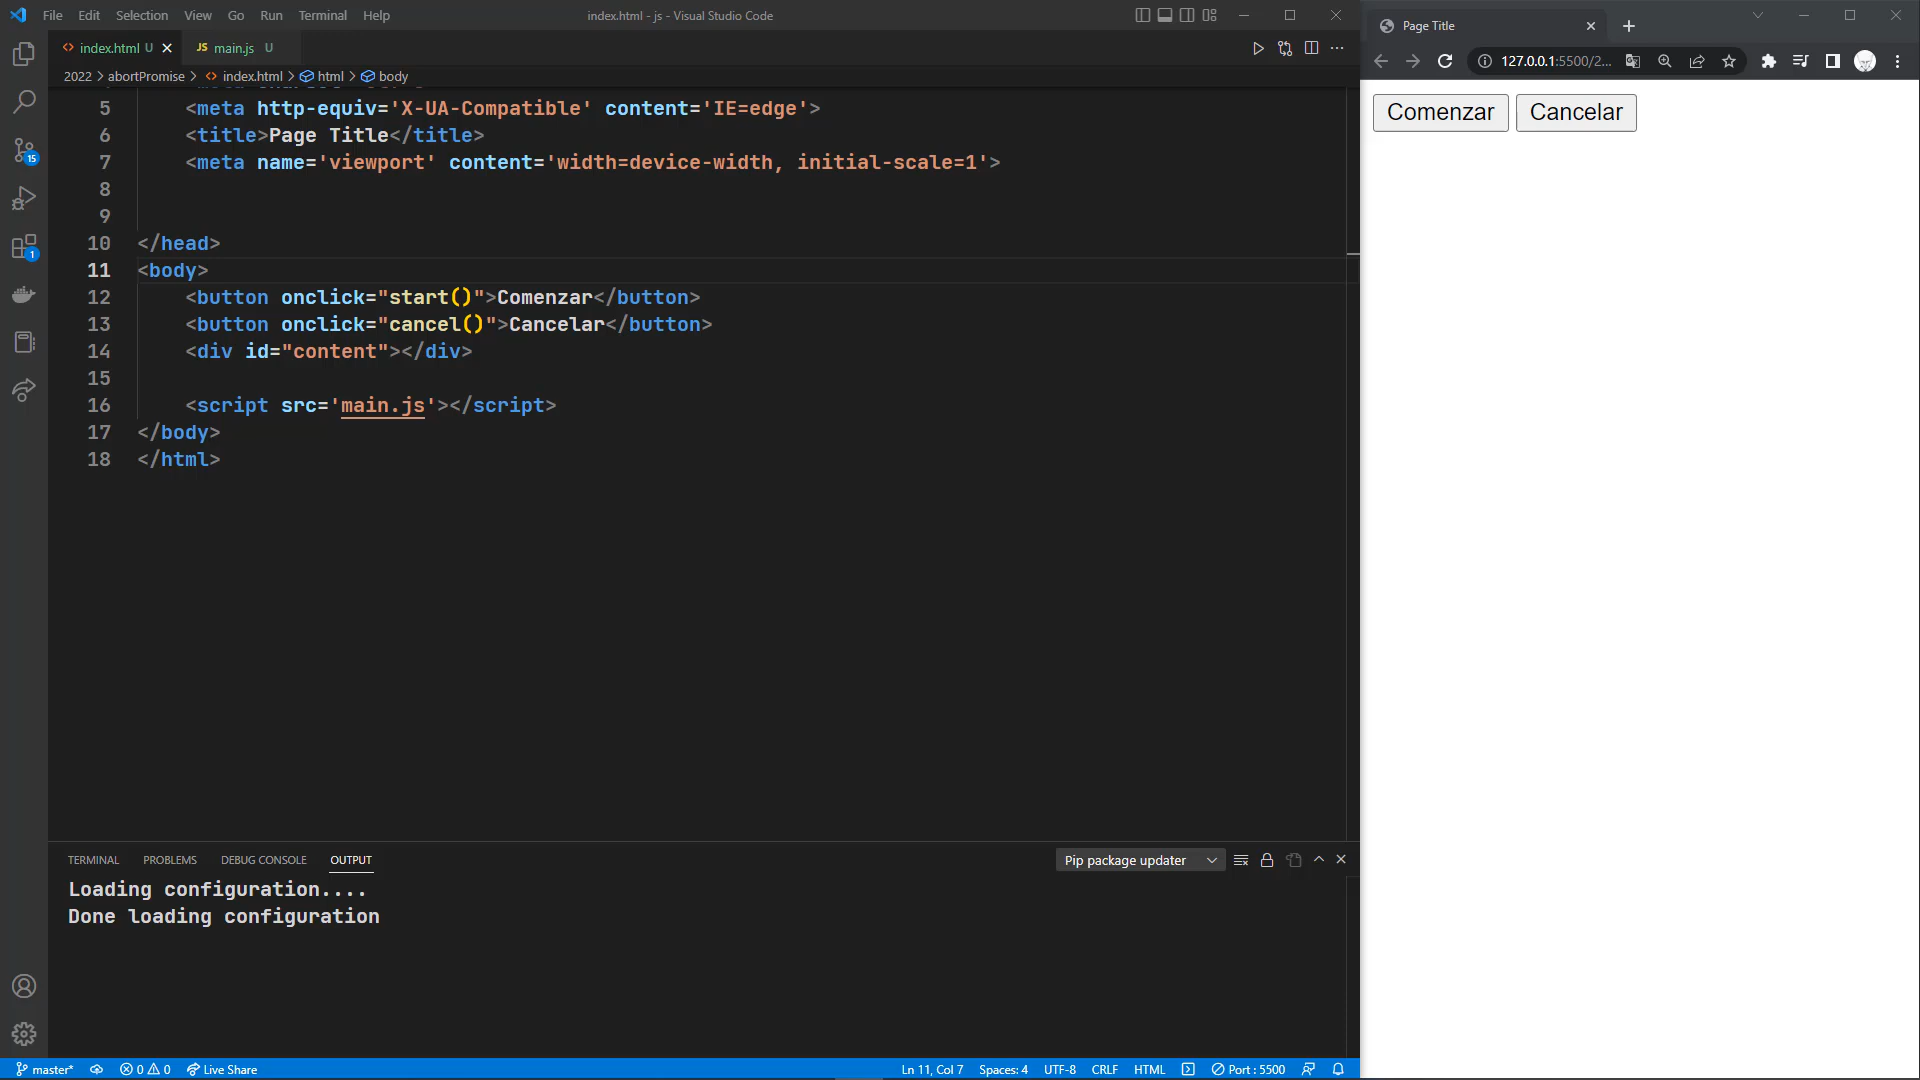 File Edit Selection View Go Run Terminal Help
index.html - js - Visual Studio Code
index.html U
JS main.js U
2022 > abortPromise > index.html > html > body
5 <meta http-equiv='X-UA-Compatible' content='IE=edge'>
6 <title>Page Title</title>
7 <meta name='viewport' content='width=device-width, initial-scale=1'>
8
9
10 </head>
11 <body>
12 <button onclick="start()">Comenzar</button>
13 <button onclick="cancel()">Cancelar</button>
14 <div id="content"></div>
15
16 <script src='main.js'></script>
17 </body>
18 </html>
15
1
TERMINAL PROBLEMS DEBUG CONSOLE OUTPUT
Pip package updater
Loading configuration....
Done loading configuration
master* 0 0 Live Share
Ln 11, Col 7 Spaces: 4 UTF-8 CRLF HTML Port : 5500
Page Title
127.0.0.1:5500/2...
Comenzar Cancelar